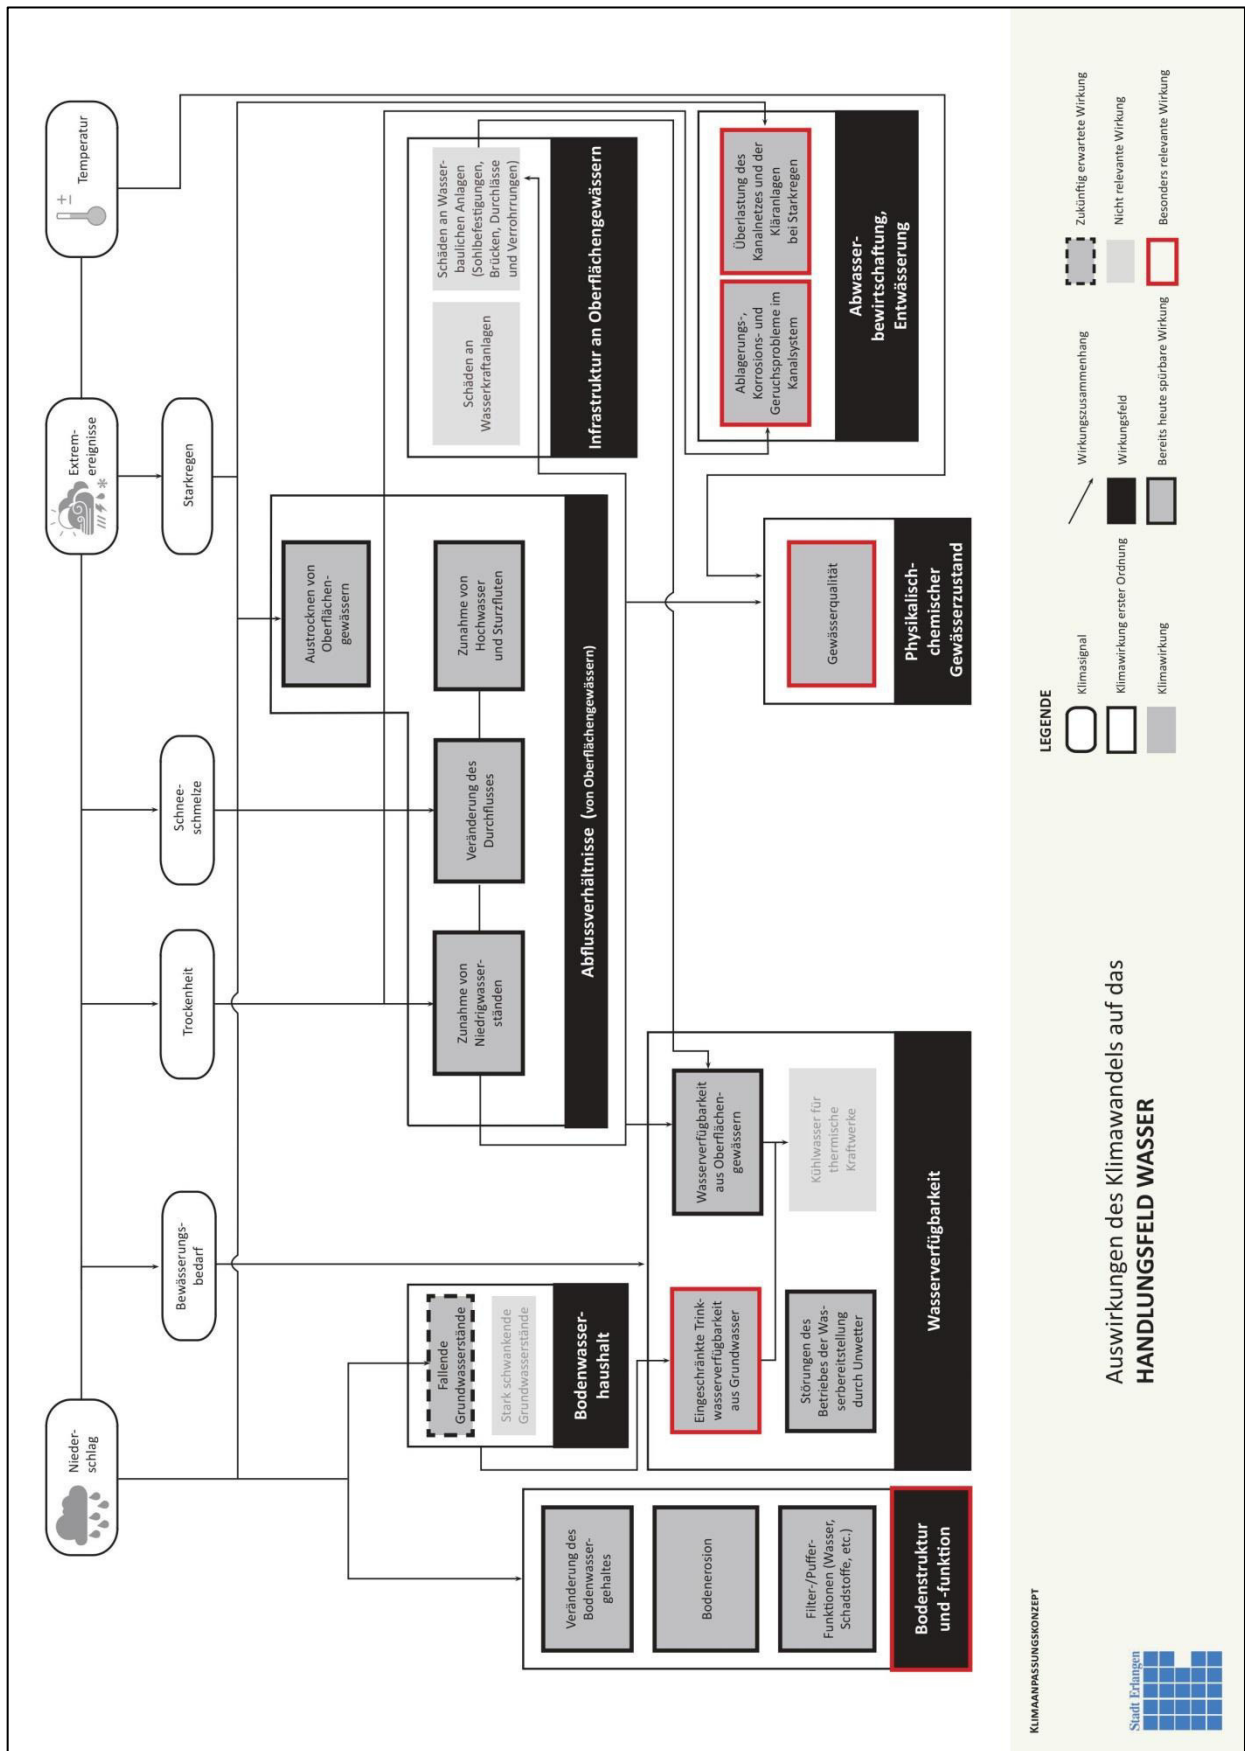 Nieder-
schlag
Extrem-
ereignisse
Temperatur
Bewässerungs-
bedarf
Trockenheit
Schnee-
schmelze
Starkregen
Veränderung des
Bodenwasser-
gehaltes
Bodenerosion
Filter-/Puffer-
Funktionen (Wasser,
Schadstoffe, etc.)
Bodenstruktur
und -funktion
Fallende
Grundwasserstände
Stark schwankende
Grundwasserstände
Bodenwasser-
haushalt
Eingeschränkte Trink-
wasserverfügbarkeit
aus Grundwasser
Wasserverfügbarkeit
aus Oberflächen-
gewässern
Störungen des
Betriebes der Was-
serbereitstellung
durch Unwetter
Kühlwasser für
thermische
Kraftwerke
Wasserverfügbarkeit
Austrocknen von
Oberflächen-
gewässern
Zunahme von
Niedrigwasser-
ständen
Veränderung des
Durchflusses
Zunahme von
Hochwasser
und Sturzfluten
Abflussverhältnisse (von Oberflächengewässern)
Gewässerqualität
Physikalisch-
chemischer
Gewässerzustand
Schäden an
Wasserkraftanlagen
Schäden an Wasser-
baulichen Anlagen
(Sohlbefestigungen,
Brücken, Durchlässe
und Verrohrrungen)
Infrastruktur an Oberflächengewässern
Ablagerungs-,
Korrosions- und
Geruchsprobleme im
Kanalsystem
Überlastung des
Kanalnetzes und der
Kläranlagen
bei Starkregen
Abwasser-
bewirtschaftung,
Entwässerung
KLIMAANPASSUNGSKONZEPT
Stadt Erlangen
Auswirkungen des Klimawandels auf das
HANDLUNGSFELD WASSER
LEGENDE
Klimasignal
Klimawirkung erster Ordnung
Klimawirkung
Wirkungszusammenhang
Wirkungsfeld
Bereits heute spürbare Wirkung
Zukünftig erwartete Wirkung
Nicht relevante Wirkung
Besonders relevante Wirkung